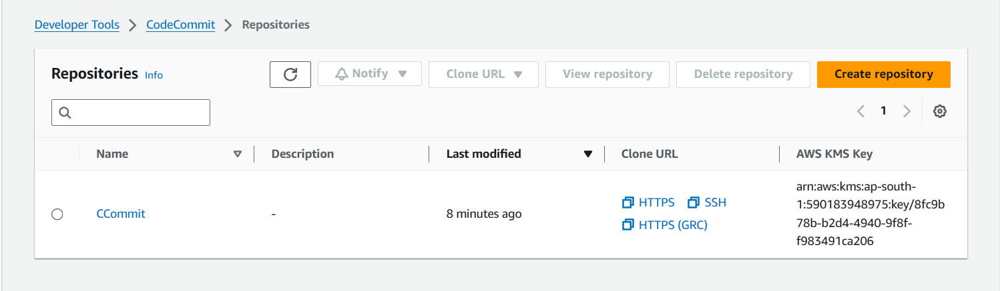 Developer Tools > CodeCommit > Repositories
Repositories Info
Notify Clone URL View repository Delete repository Create repository
1
Name Description Last modified Clone URL AWS KMS Key
CCommit - 8 minutes ago HTTPS SSH
HTTPS (GRC)
arn:aws:kms:ap-south-
1:590183948975:key/8fc9b
78b-b2d4-4940-9f8f-
f983491ca206